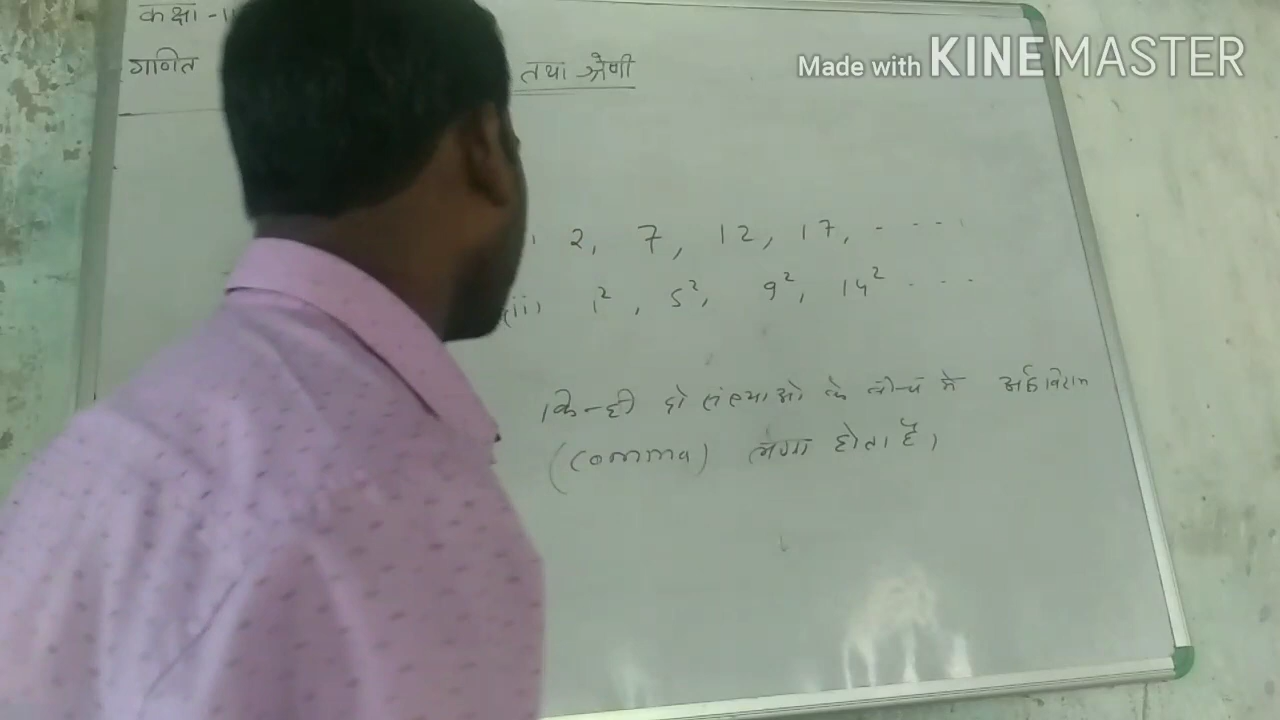 कक्षा - 11
गणित तथा श्रेणी
Made with KINEMASTER
2, 7, 12, 17, - - - -
(ii) 1², 5², 9², 14² - - -
किन्ही दो संख्याओ के बीच मे अर्द्धविराम
(comma) लगा होता है।